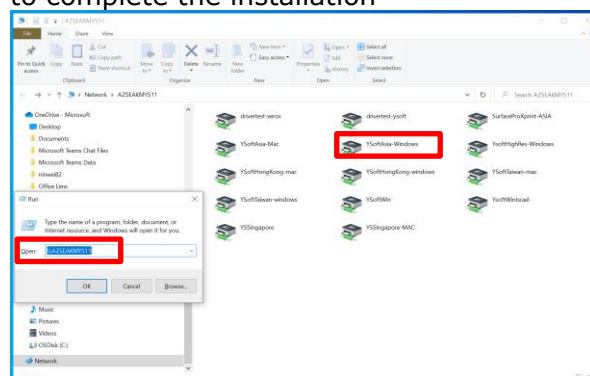 to complete the installation
AZSEAKMYS11
File Home Share View
Pin to Quick access Copy Paste Cut Copy path Paste shortcut Move to Copy to Delete Rename New folder New item Easy access Properties Open Edit History Select all Select none Invert selection
Clipboard Organize New Open Select
Network > AZSEAKMYS11 Search AZSEAKMYS11
OneDrive - Microsoft
Desktop
Documents
Microsoft Teams Chat Files
Microsoft Teams Data
Office Lens
drivertest-xerox drivertest-ysoft SurfaceProXprint-ASIA
YSoftAsia-Mac YSoftAsia-Windows YsoftHighRes-Windows
YSoftHongKong-mac YSoftHongKong-windows YSoftTaiwan-mac
YSoftTaiwan-windows YSoftWin YsoftWinIsrael
YSSingapore YSSingapore-MAC
Run
Type the name of a program, folder, document, or
Internet resource, and Windows will open it for you.
Open: \\AZSEAKMYS11
OK Cancel Browse...
Music
Pictures
Videos
OSDisk (C:)
Network